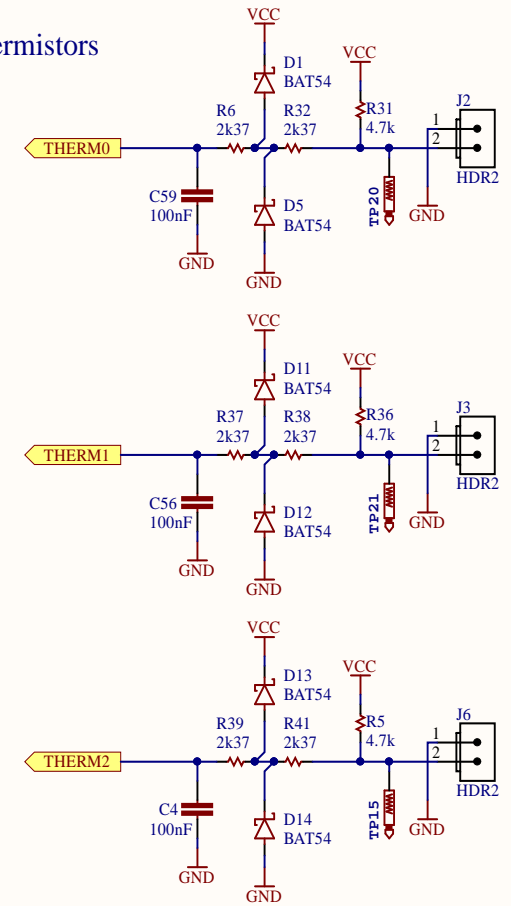 ermistors
VCC
D1
BAT54
VCC
R6
2k37
R32
2k37
R31
4.7k
J2
1
2
HDR2
THERM0
C59
100nF
GND
D5
BAT54
GND
TP20
GND
VCC
D11
BAT54
VCC
R37
2k37
R38
2k37
R36
4.7k
J3
1
2
HDR2
THERM1
C56
100nF
GND
D12
BAT54
GND
TP21
GND
VCC
D13
BAT54
VCC
R39
2k37
R41
2k37
R5
4.7k
J6
1
2
HDR2
THERM2
C4
100nF
GND
D14
BAT54
GND
TP15
GND